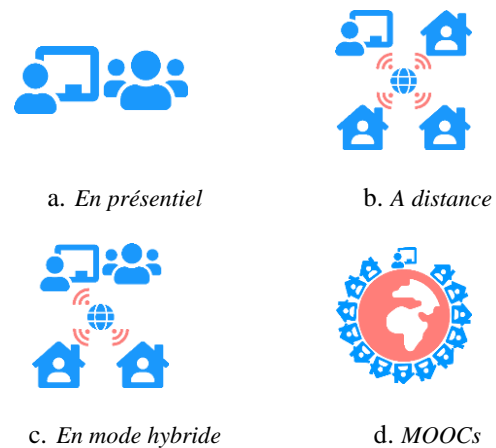 a. En présentiel
b. A distance
c. En mode hybride
d. MOOCs